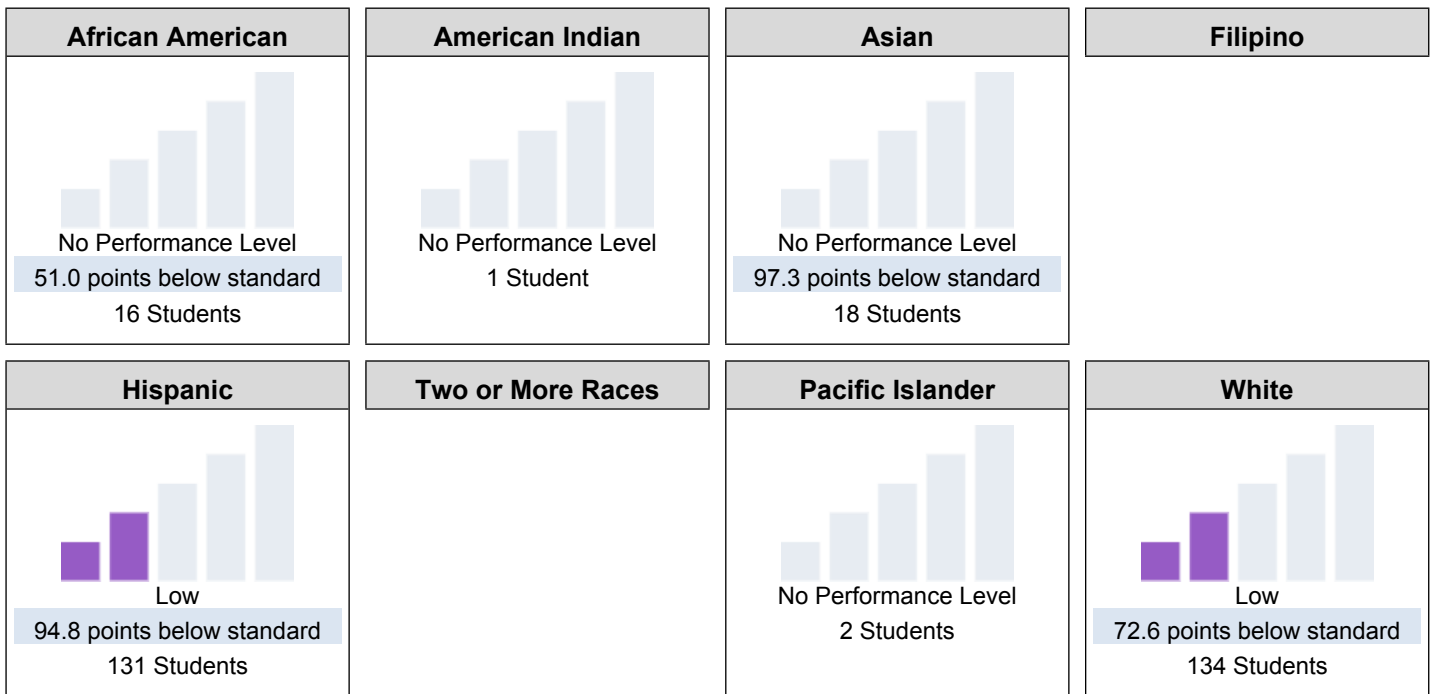 African American
No Performance Level
51.0 points below standard
16 Students
American Indian
No Performance Level
1 Student
Asian
No Performance Level
97.3 points below standard
18 Students
Filipino
Hispanic
Low
94.8 points below standard
131 Students
Two or More Races
Pacific Islander
No Performance Level
2 Students
White
Low
72.6 points below standard
134 Students